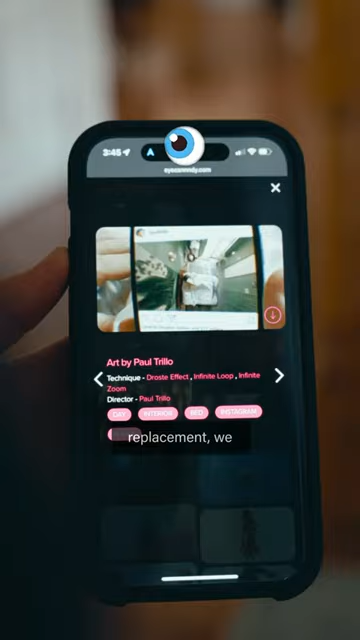 3:45
eyecannndy.com
Art by Paul Trillo
Technique - Droste Effect , Infinite Loop , Infinite
Zoom
Director - Paul Trillo
DAY
INTERIOR
BED
INSTAGRAM
replacement, we